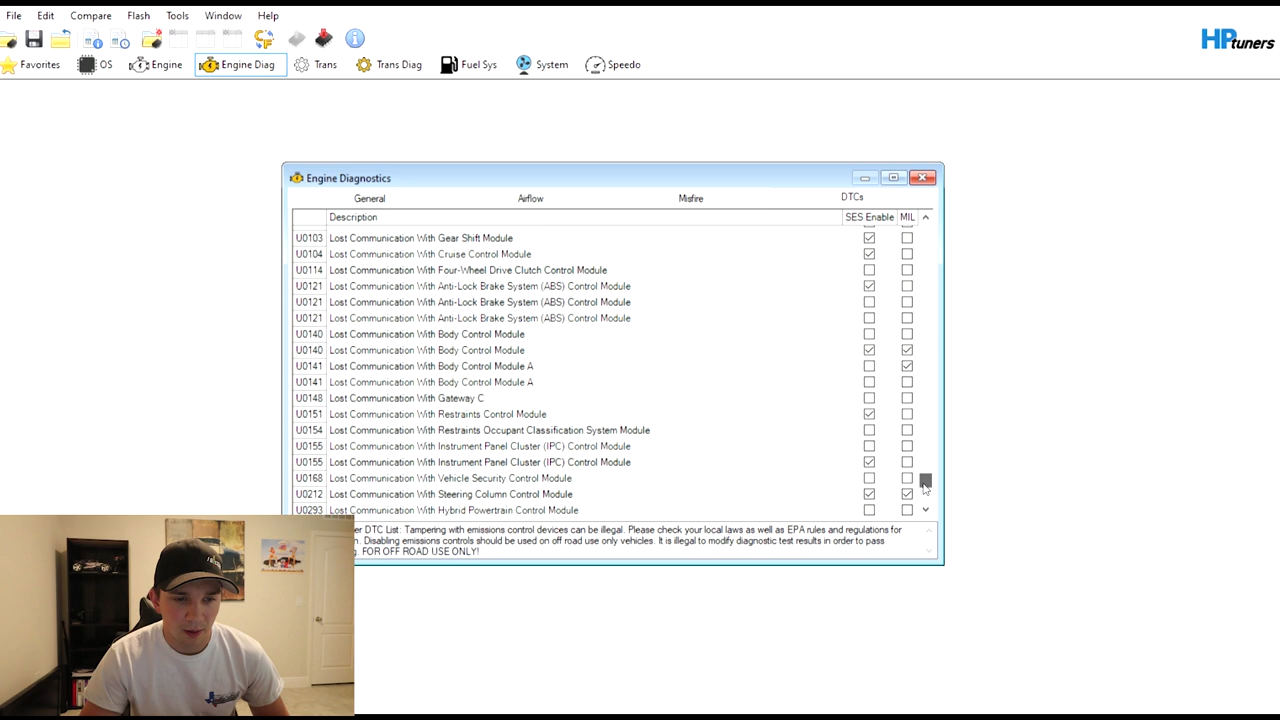 File Edit Compare Flash Tools Window Help
HPtuners
Favorites OS Engine Engine Diag Trans Trans Diag Fuel Sys System Speedo
Engine Diagnostics
General Airflow Misfire DTCs
Description SES Enable MIL
U0103 Lost Communication With Gear Shift Module
U0104 Lost Communication With Cruise Control Module
U0114 Lost Communication With Four-Wheel Drive Clutch Control Module
U0121 Lost Communication With Anti-Lock Brake System (ABS) Control Module
U0121 Lost Communication With Anti-Lock Brake System (ABS) Control Module
U0121 Lost Communication With Anti-Lock Brake System (ABS) Control Module
U0140 Lost Communication With Body Control Module
U0140 Lost Communication With Body Control Module
U0141 Lost Communication With Body Control Module A
U0141 Lost Communication With Body Control Module A
U0148 Lost Communication With Gateway C
U0151 Lost Communication With Restraints Control Module
U0154 Lost Communication With Restraints Occupant Classification System Module
U0155 Lost Communication With Instrument Panel Cluster (IPC) Control Module
U0155 Lost Communication With Instrument Panel Cluster (IPC) Control Module
U0168 Lost Communication With Vehicle Security Control Module
U0212 Lost Communication With Steering Column Control Module
U0293 Lost Communication With Hybrid Powertrain Control Module
DTC List: Tampering with emissions control devices can be illegal. Please check your local laws as well as EPA rules and regulations for
Disabling emissions controls should be used on off road use only vehicles. It is illegal to modify diagnostic test results in order to pass
FOR OFF ROAD USE ONLY!